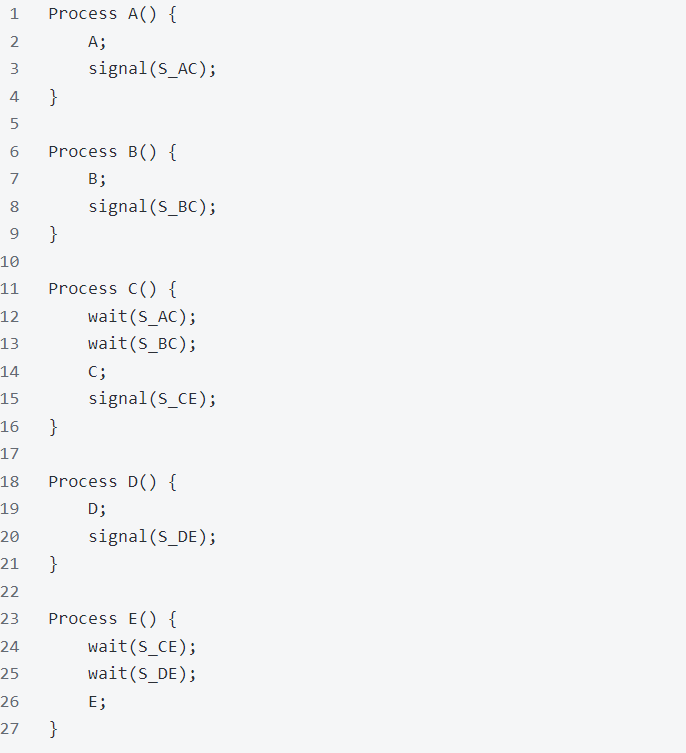 1 Process A() {
2 A;
3 signal(S_AC);
4 }
5
6 Process B() {
7 B;
8 signal(S_BC);
9 }
10
11 Process C() {
12 wait(S_AC);
13 wait(S_BC);
14 C;
15 signal(S_CE);
16 }
17
18 Process D() {
19 D;
20 signal(S_DE);
21 }
22
23 Process E() {
24 wait(S_CE);
25 wait(S_DE);
26 E;
27 }